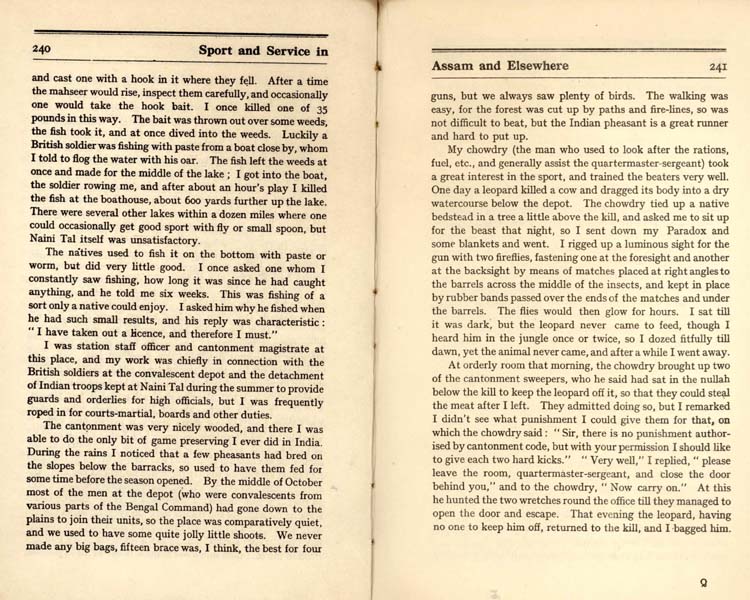 240
Sport and Service in
and cast one with a hook in it where they fell. After a time
the mahseer would rise, inspect them carefully, and occasionally
one would take the hook bait. I once killed one of 35
pounds in this way. The bait was thrown out over some weeds,
the fish took it, and at once dived into the weeds. Luckily a
British soldier was fishing with paste from a boat close by, whom
I told to flog the water with his oar. The fish left the weeds at
once and made for the middle of the lake ; I got into the boat,
the soldier rowing me, and after about an hour's play I killed
the fish at the boathouse, about 600 yards further up the lake.
There were several other lakes within a dozen miles where one
could occasionally get good sport with fly or small spoon, but
Naini Tal itself was unsatisfactory.
The natives used to fish it on the bottom with paste or
worm, but did very little good. I once asked one whom I
constantly saw fishing, how long it was since he had caught
anything, and he told me six weeks. This was fishing of a
sort only a native could enjoy. I asked him why he fished when
he had such small results, and his reply was characteristic :
" I have taken out a licence, and therefore I must."
I was station staff officer and cantonment magistrate at
this place, and my work was chiefly in connection with the
British soldiers at the convalescent depot and the detachment
of Indian troops kept at Naini Tal during the summer to provide
guards and orderlies for high officials, but I was frequently
roped in for courts-martial, boards and other duties.
The cantonment was very nicely wooded, and there I was
able to do the only bit of game preserving I ever did in India.
During the rains I noticed that a few pheasants had bred on
the slopes below the barracks, so used to have them fed for
some time before the season opened. By the middle of October
most of the men at the depot (who were convalescents from
various parts of the Bengal Command) had gone down to the
plains to join their units, so the place was comparatively quiet,
and we used to have some quite jolly little shoots. We never
made any big bags, fifteen brace was, I think, the best for four
Assam and Elsewhere
241
guns, but we always saw plenty of birds. The walking was
easy, for the forest was cut up by paths and fire-lines, so was
not difficult to beat, but the Indian pheasant is a great runner
and hard to put up.
My chowdry (the man who used to look after the rations,
fuel, etc., and generally assist the quartermaster-sergeant) took
a great interest in the sport, and trained the beaters very well.
One day a leopard killed a cow and dragged its body into a dry
watercourse below the depot. The chowdry tied up a native
bedstead in a tree a little above the kill, and asked me to sit up
for the beast that night, so I sent down my Paradox and
some blankets and went. I rigged up a luminous sight for the
gun with two fireflies, fastening one at the foresight and another
at the backsight by means of matches placed at right angles to
the barrels across the middle of the insects, and kept in place
by rubber bands passed over the ends of the matches and under
the barrels. The flies would then glow for hours. I sat till
it was dark, but the leopard never came to feed, though I
heard him in the jungle once or twice, so I dozed fitfully till
dawn, yet the animal never came, and after a while I went away.
At orderly room that morning, the chowdry brought up two
of the cantonment sweepers, who he said had sat in the nullah
below the kill to keep the leopard off it, so that they could steal
the meat after I left. They admitted doing so, but I remarked
I didn't see what punishment I could give them for that, on
which the chowdry said : " Sir, there is no punishment author-
ised by cantonment code, but with your permission I should like
to give each two hard kicks." " Very well," I replied, " please
leave the room, quartermaster-sergeant, and close the door
behind you," and to the chowdry, " Now carry on." At this
he hunted the two wretches round the office till they managed to
open the door and escape. That evening the leopard, having
no one to keep him off, returned to the kill, and I bagged him.
Q